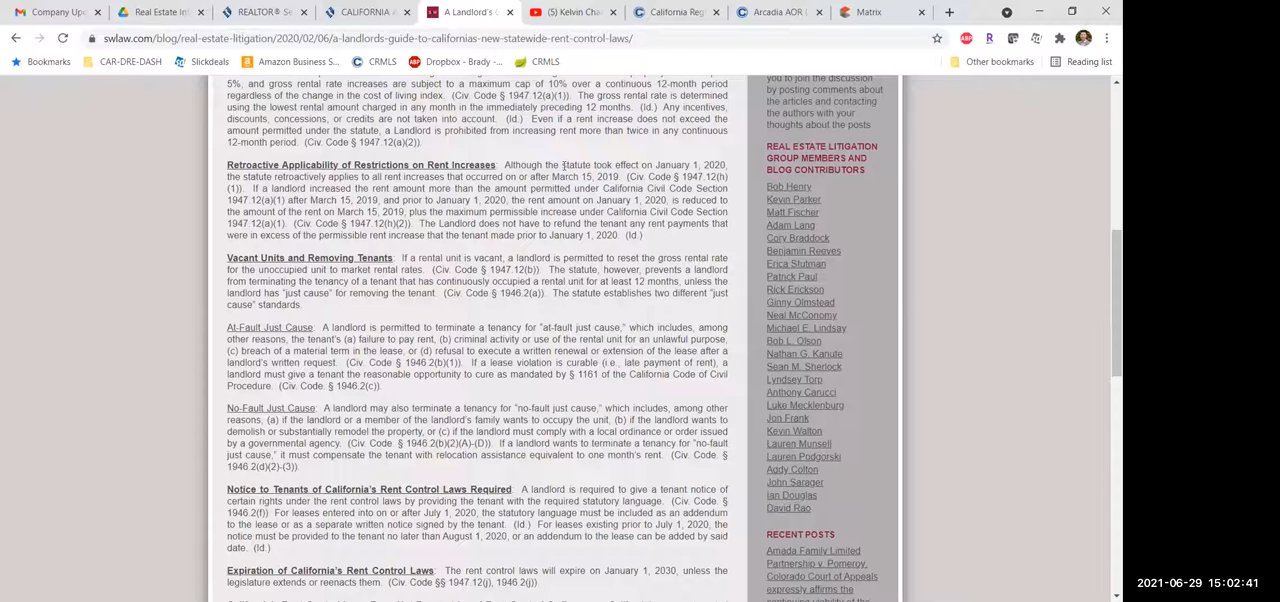 Company Up
Real Estate In
REALTOR® S
CALIFORNIA
A Landlord's
(5) Kelvin Cha
California Reg
Arcadia AOR
Matrix
swlaw.com/blog/real-estate-litigation/2020/02/06/a-landlords-guide-to-californias-new-statewide-rent-control-laws/
Bookmarks
CAR-DRE-DASH
Slickdeals
Amazon Business S...
CRMLS
Dropbox - Brady -...
CRMLS
Other bookmarks
Reading list
5%, and gross rental rate increases are subject to a maximum cap of 10% over a continuous 12-month period
regardless of the change in the cost of living index. (Civ. Code § 1947.12(a)(1)). The gross rental rate is determined
using the lowest rental amount charged in any month in the immediately preceding 12 months. (Id.) Any incentives,
discounts, concessions, or credits are not taken into account. (Id.) Even if a rent increase does not exceed the
amount permitted under the statute, a Landlord is prohibited from increasing rent more than twice in any continuous
12-month period. (Civ. Code § 1947.12(a)(2)).
Retroactive Applicability of Restrictions on Rent Increases: Although the statute took effect on January 1, 2020,
the statute retroactively applies to all rent increases that occurred on or after March 15, 2019. (Civ. Code § 1947.12(h)
(1)). If a landlord increased the rent amount more than the amount permitted under California Civil Code Section
1947.12(a)(1) after March 15, 2019, and prior to January 1, 2020, the rent amount on January 1, 2020, is reduced to
the amount of the rent on March 15, 2019, plus the maximum permissible increase under California Civil Code Section
1947.12(a)(1). (Civ. Code § 1947.12(h)(2)). The Landlord does not have to refund the tenant any rent payments that
were in excess of the permissible rent increase that the tenant made prior to January 1, 2020. (Id.)
Vacant Units and Removing Tenants: If a rental unit is vacant, a landlord is permitted to reset the gross rental rate
for the unoccupied unit to market rental rates. (Civ. Code § 1947.12(b)) The statute, however, prevents a landlord
from terminating the tenancy of a tenant that has continuously occupied a rental unit for at least 12 months, unless the
landlord has "just cause" for removing the tenant. (Civ. Code § 1946.2(a)). The statute establishes two different "just
cause" standards.
At-Fault Just Cause: A landlord is permitted to terminate a tenancy for "at-fault just cause," which includes, among
other reasons, the tenant's (a) failure to pay rent, (b) criminal activity or use of the rental unit for an unlawful purpose,
(c) breach of a material term in the lease, or (d) refusal to execute a written renewal or extension of the lease after a
landlord's written request. (Civ. Code § 1946.2(b)(1)). If a lease violation is curable (i.e., late payment of rent), a
landlord must give a tenant the reasonable opportunity to cure as mandated by § 1161 of the California Code of Civil
Procedure. (Civ. Code. § 1946.2(c)).
No-Fault Just Cause: A landlord may also terminate a tenancy for "no-fault just cause," which includes, among other
reasons, (a) if the landlord or a member of the landlord's family wants to occupy the unit, (b) if the landlord wants to
demolish or substantially remodel the property, or (c) if the landlord must comply with a local ordinance or order issued
by a governmental agency. (Civ. Code § 1946.2(b)(2)(A)-(D)). If a landlord wants to terminate a tenancy for "no-fault
just cause," it must compensate the tenant with relocation assistance equivalent to one month's rent. (Civ. Code. §
1946.2(d)(2)-(3)).
Notice to Tenants of California's Rent Control Laws Required: A landlord is required to give a tenant notice of
certain rights under the rent control laws by providing the tenant with the required statutory language. (Civ. Code. §
1946.2(f)) For leases entered into on or after July 1, 2020, the statutory language must be included as an addendum
to the lease or as a separate written notice signed by the tenant. (Id.) For leases existing prior to July 1, 2020, the
notice must be provided to the tenant no later than August 1, 2020, or an addendum to the lease can be added by said
date. (Id.)
Expiration of California's Rent Control Laws: The rent control laws will expire on January 1, 2030, unless the
legislature extends or reenacts them. (Civ. Code §§ 1947.12(j), 1946.2(j)).
you to join the discussion
by posting comments about
the articles and contacting
the authors with your
thoughts about the posts
REAL ESTATE LITIGATION
GROUP MEMBERS AND
BLOG CONTRIBUTORS
Bob Henry
Kevin Parker
Matt Fischer
Adam Lang
Cory Braddock
Benjamin Reeves
Erica Stutman
Patrick Paul
Rick Erickson
Ginny Olmstead
Neal McConomy
Michael E. Lindsay
Bob L. Olson
Nathan G. Kanute
Sean M. Sherlock
Lyndsey Torp
Anthony Carucci
Luke Mecklenburg
Jon Frank
Kevin Walton
Lauren Munsell
Lauren Podgorski
Addy Colton
John Sarager
Ian Douglas
David Rao
RECENT POSTS
Amada Family Limited
Partnership v. Pomeroy,
Colorado Court of Appeals
expressly affirms the
2021-06-29 15:02:41